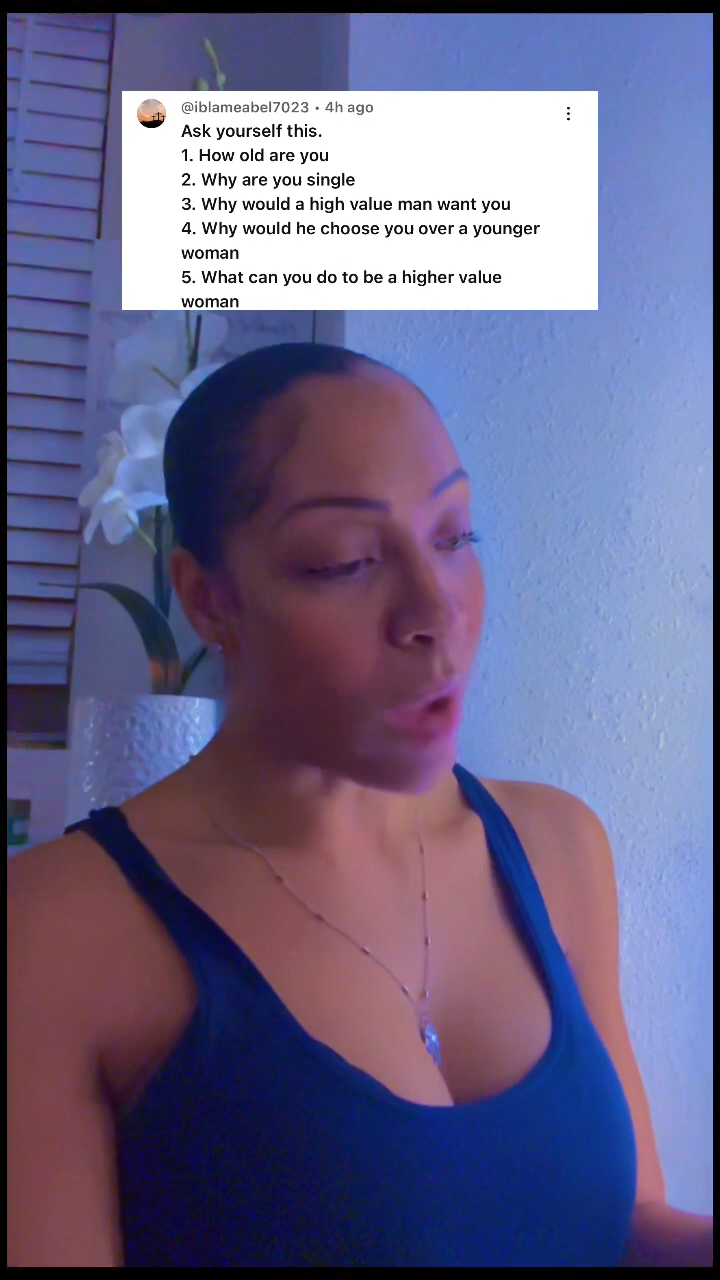 @iblameabel7023 • 4h ago
Ask yourself this.
1. How old are you
2. Why are you single
3. Why would a high value man want you
4. Why would he choose you over a younger
woman
5. What can you do to be a higher value
woman